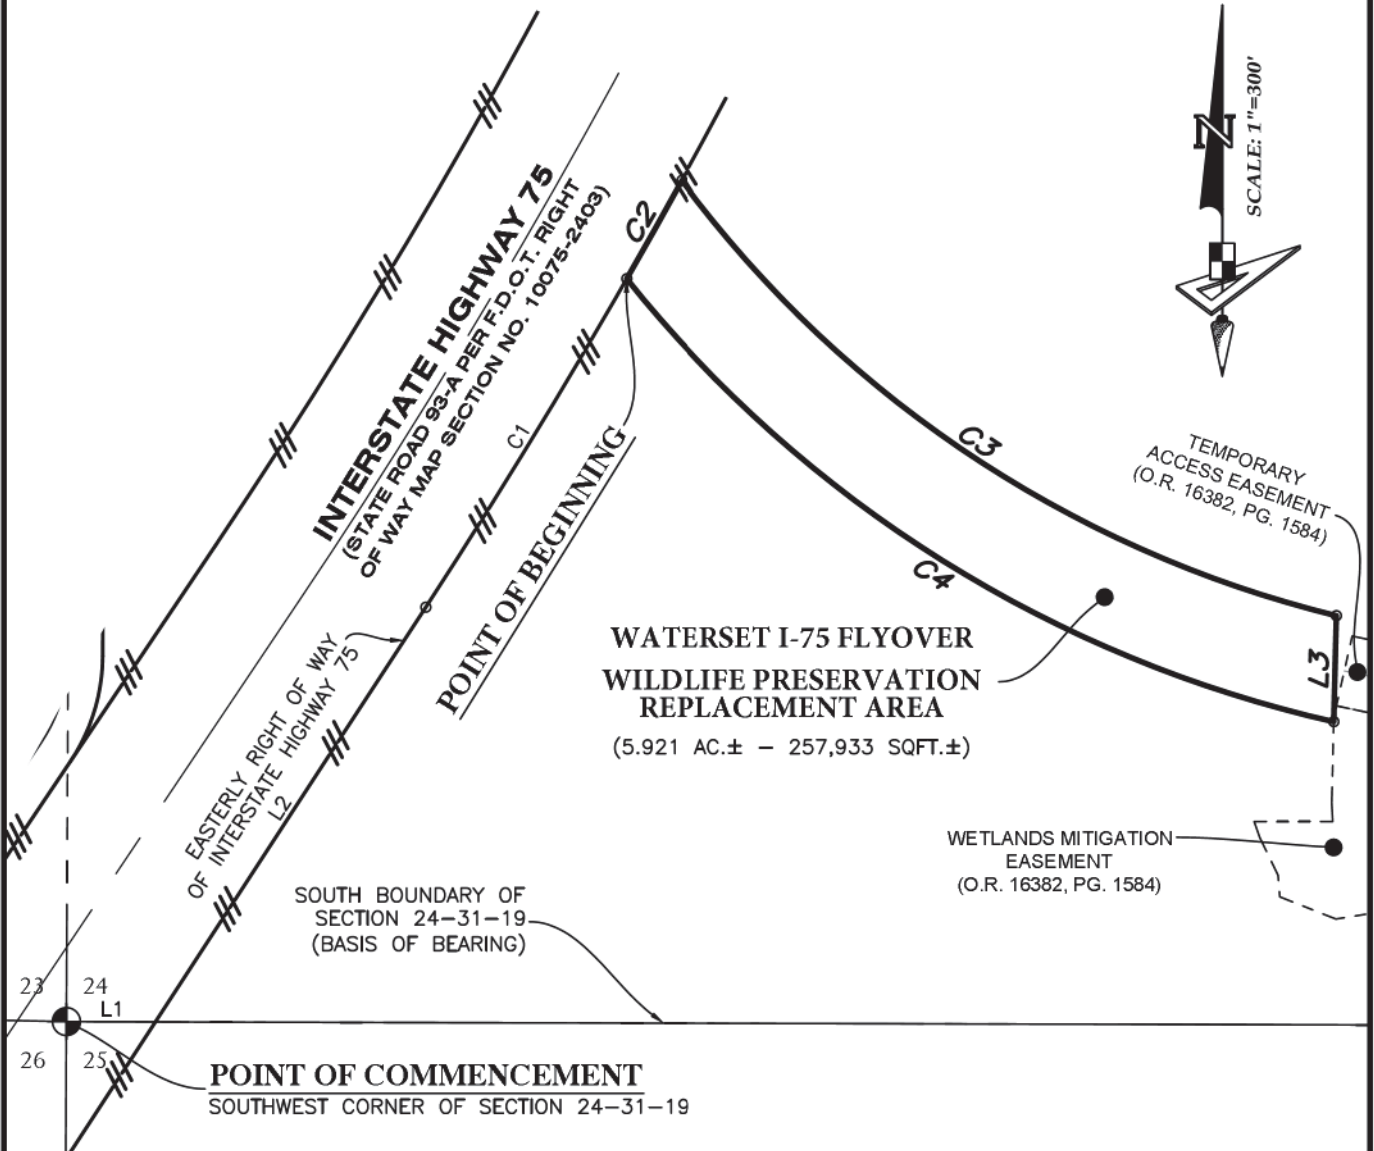 N
SCALE: 1"=300'
INTERSTATE HIGHWAY 75
(STATE ROAD 93-A PER F.D.O.T. RIGHT
OF WAY MAP SECTION NO. 10075-2403)
C2
C1
C3
C4
POINT OF BEGINNING
TEMPORARY
ACCESS EASEMENT
(O.R. 16382, PG. 1584)
L3
WATERSET I-75 FLYOVER
WILDLIFE PRESERVATION
REPLACEMENT AREA
(5.921 AC.± – 257,933 SQFT.±)
EASTERLY RIGHT OF WAY
OF INTERSTATE HIGHWAY 75
L2
WETLANDS MITIGATION
EASEMENT
(O.R. 16382, PG. 1584)
SOUTH BOUNDARY OF
SECTION 24–31–19
(BASIS OF BEARING)
23 24
L1
26 25
POINT OF COMMENCEMENT
SOUTHWEST CORNER OF SECTION 24–31–19